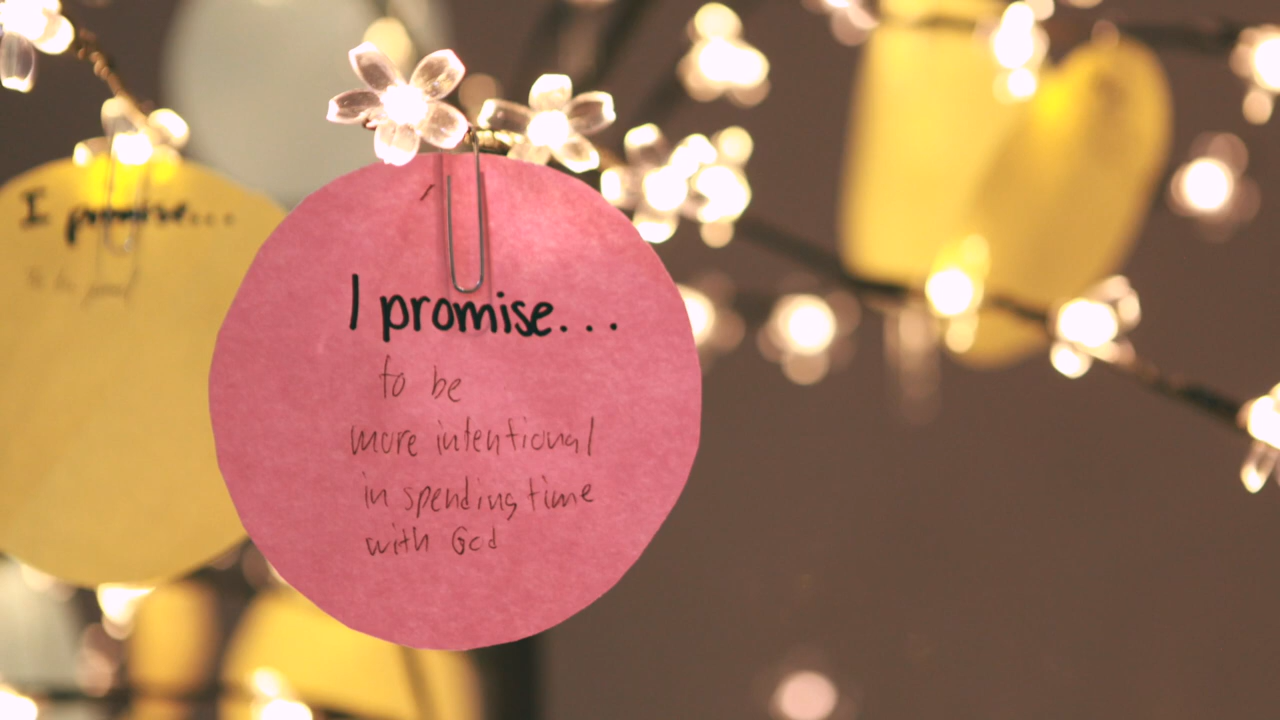 I promise...
I promise...
to be
more intentional
in spending time
with God